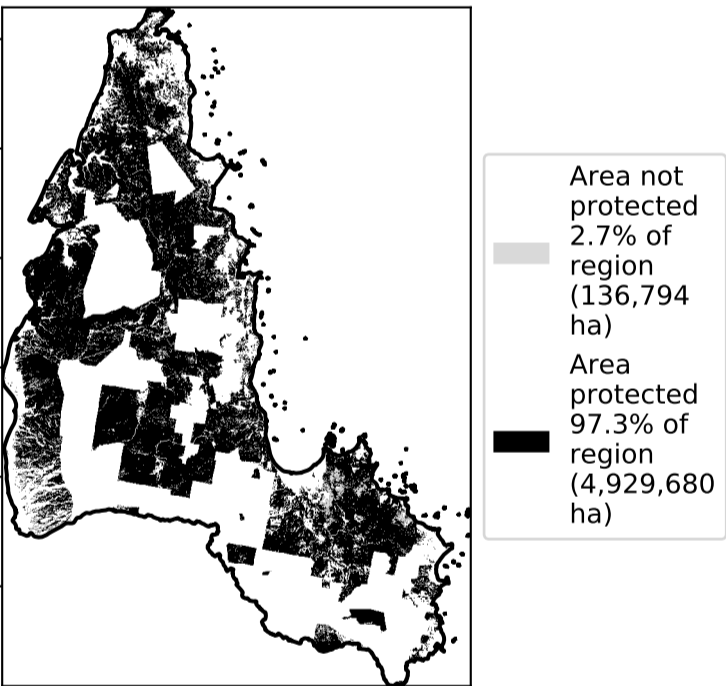 Area not
protected
2.7% of
region
(136,794
ha)
Area
protected
97.3% of
region
(4,929,680
ha)